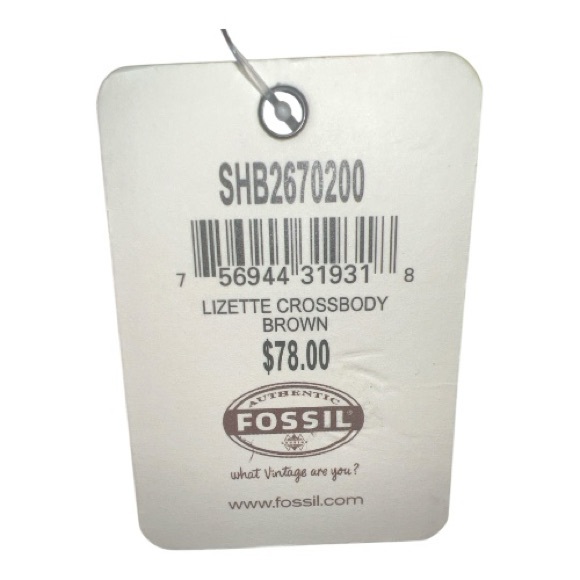 SHB2670200
7 56944 31931 8
LIZETTE CROSSBODY
BROWN
$78.00
AUTHENTIC
FOSSIL
what Vintage are you?
www.fossil.com